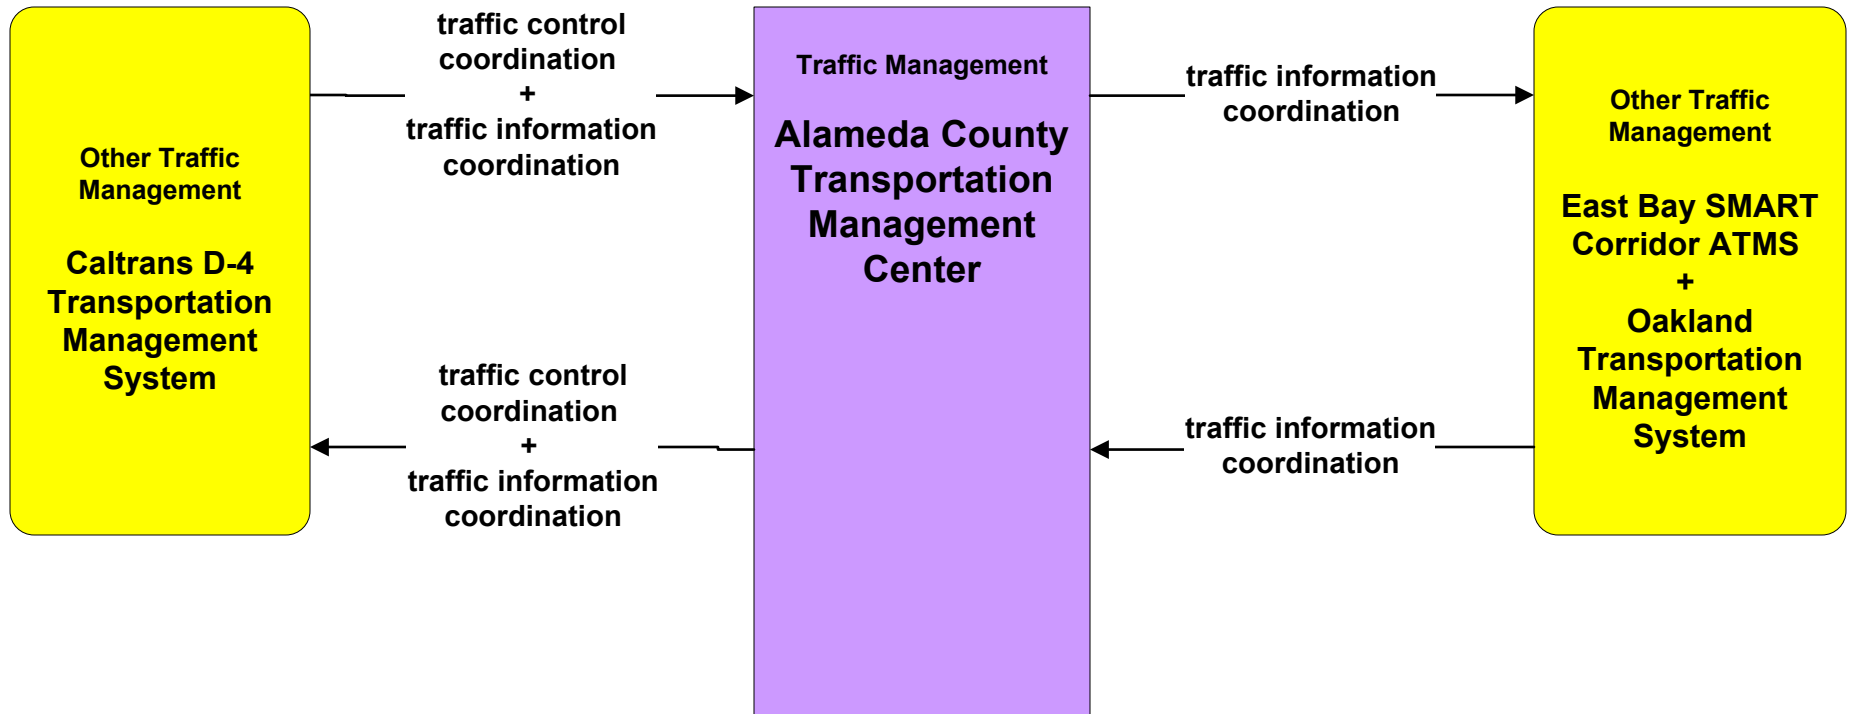 Other Traffic
Management
Caltrans D-4
Transportation
Management
System
traffic control
coordination
+
traffic information
coordination
traffic control
coordination
+
traffic information
coordination
Traffic Management
Alameda County
Transportation
Management
Center
traffic information
coordination
traffic information
coordination
Other Traffic
Management
East Bay SMART
Corridor ATMS
+
Oakland
Transportation
Management
System